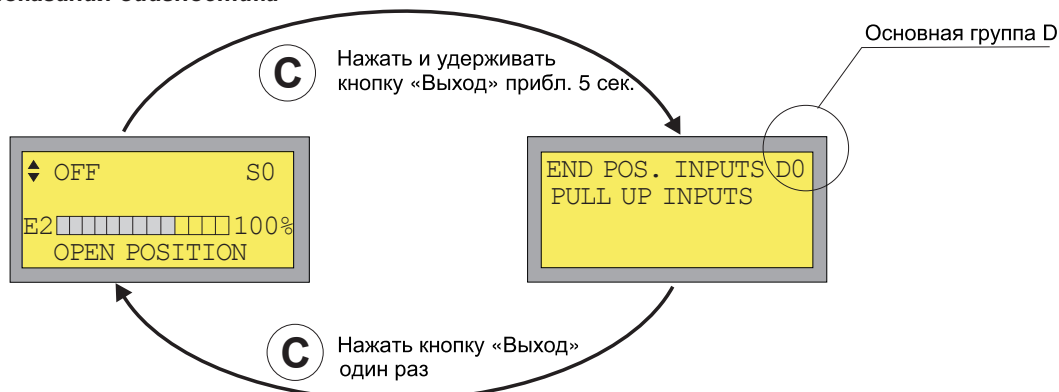 Основная группа D
C
Нажать и удерживать
кнопку «Выход» прибл. 5 сек.
OFF S0
E2 100%
OPEN POSITION
END POS. INPUTS D0
PULL UP INPUTS
C
Нажать кнопку «Выход»
один раз